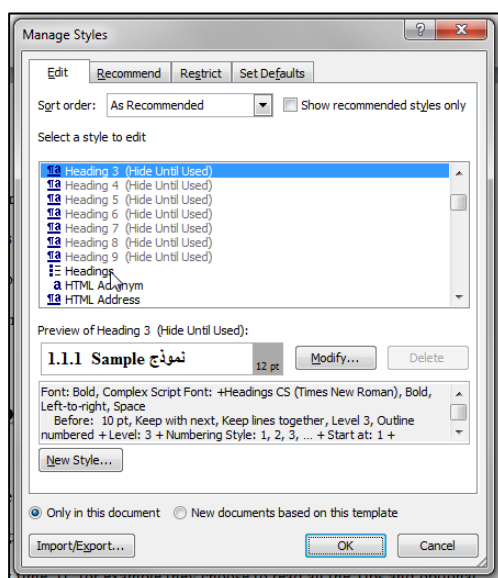 Manage Styles
Edit
Recommend
Restrict
Set Defaults
Sort order:
As Recommended
Show recommended styles only
Select a style to edit
¶a Heading 3 (Hide Until Used)
¶a Heading 4 (Hide Until Used)
¶a Heading 5 (Hide Until Used)
¶a Heading 6 (Hide Until Used)
¶a Heading 7 (Hide Until Used)
¶a Heading 8 (Hide Until Used)
¶a Heading 9 (Hide Until Used)
Headings
a HTML Acronym
¶a HTML Address
Preview of Heading 3 (Hide Until Used):
1.1.1 Sample نموذج
12 pt
Modify...
Delete
Font: Bold, Complex Script Font: +Headings CS (Times New Roman), Bold,
Left-to-right, Space
Before: 10 pt, Keep with next, Keep lines together, Level 3, Outline
numbered + Level: 3 + Numbering Style: 1, 2, 3, ... + Start at: 1 +
New Style...
Only in this document
New documents based on this template
Import/Export...
OK
Cancel